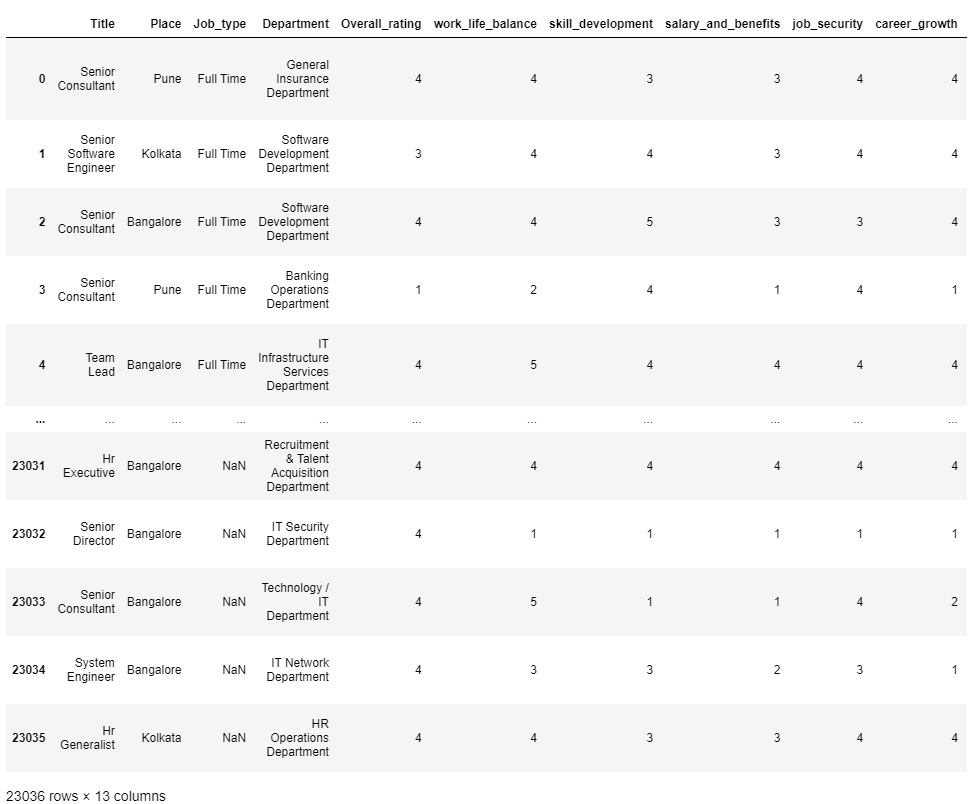 Title Place Job_type Department Overall_rating work_life_balance skill_development salary_and_benefits job_security career_growth
0 Senior Consultant Pune Full Time General Insurance Department 4 4 3 3 4 4
1 Senior Software Engineer Kolkata Full Time Software Development Department 3 4 4 3 4 4
2 Senior Consultant Bangalore Full Time Software Development Department 4 4 5 3 3 4
3 Senior Consultant Pune Full Time Banking Operations Department 1 2 4 1 4 1
4 Team Lead Bangalore Full Time IT Infrastructure Services Department 4 5 4 4 4 4
... ... ... ... ... ... ... ... ... ... ...
23031 Hr Executive Bangalore NaN Recruitment & Talent Acquisition Department 4 4 4 4 4 4
23032 Senior Director Bangalore NaN IT Security Department 4 1 1 1 1 1
23033 Senior Consultant Bangalore NaN Technology / IT Department 4 5 1 1 4 2
23034 System Engineer Bangalore NaN IT Network Department 4 3 3 2 3 1
23035 Hr Generalist Kolkata NaN HR Operations Department 4 4 3 3 4 4
23036 rows × 13 columns